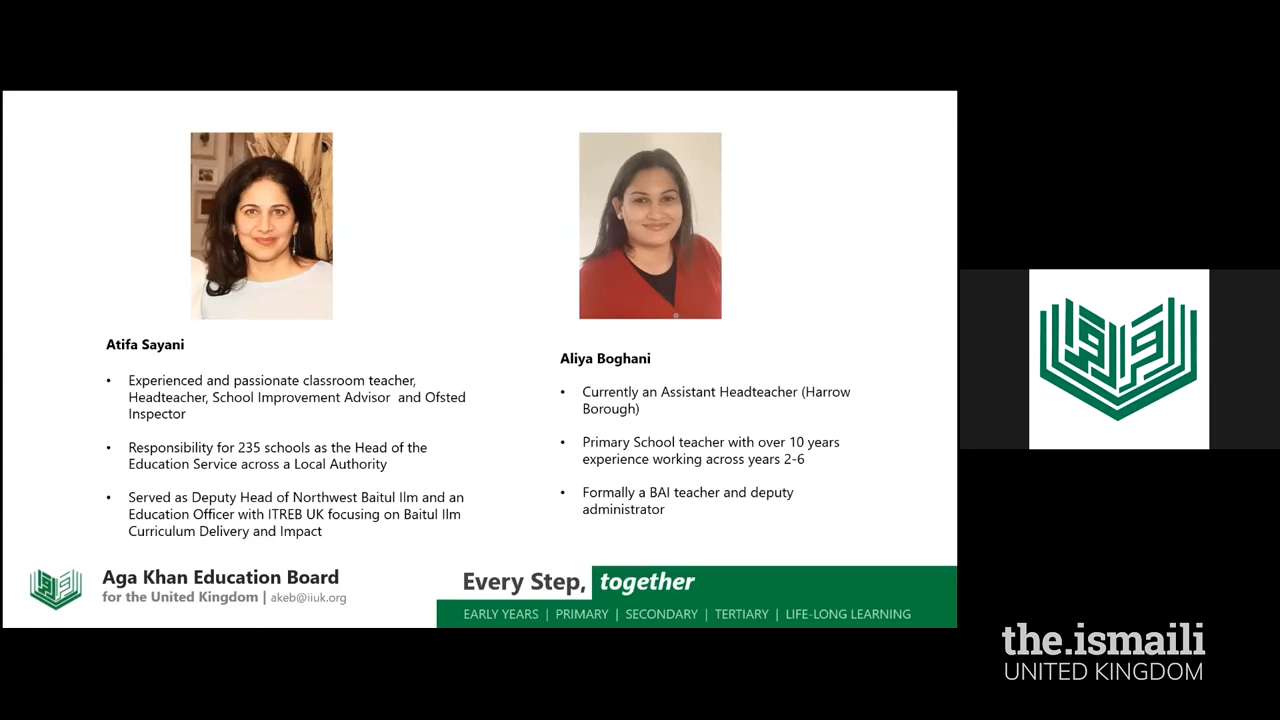 Atifa Sayani
• Experienced and passionate classroom teacher,
Headteacher, School Improvement Advisor and Ofsted
Inspector
• Responsibility for 235 schools as the Head of the
Education Service across a Local Authority
• Served as Deputy Head of Northwest Baitul Ilm and an
Education Officer with ITREB UK focusing on Baitul Ilm
Curriculum Delivery and Impact
Aliya Boghani
• Currently an Assistant Headteacher (Harrow
Borough)
• Primary School teacher with over 10 years
experience working across years 2-6
• Formally a BAI teacher and deputy
administrator
Aga Khan Education Board
for the United Kingdom | akeb@iiuk.org
Every Step, together
EARLY YEARS | PRIMARY | SECONDARY | TERTIARY | LIFE-LONG LEARNING
the.ismaili
UNITED KINGDOM